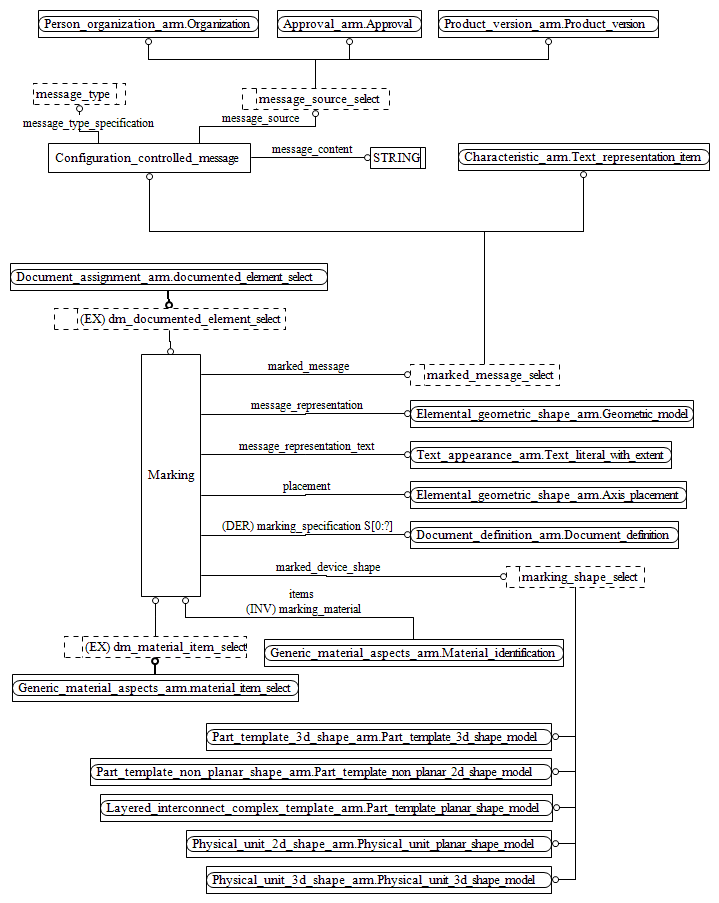 Person_organization_arm.Organization
Approval_arm.Approval
Product_version_arm.Product_version
message_type
message_source_select
message_type_specification
message_source
Configuration_controlled_message
message_content
STRING
Characteristic_arm.Text_representation_item
Document_assignment_arm.documented_element_select
(EX) dm_documented_element_select
marked_message
marked_message_select
message_representation
Elemental_geometric_shape_arm.Geometric_model
message_representation_text
Text_appearance_arm.Text_literal_with_extent
Marking
placement
Elemental_geometric_shape_arm.Axis_placement
(DER) marking_specification S[0:?]
Document_definition_arm.Document_definition
marked_device_shape
marking_shape_select
items
(INV) marking_material
(EX) dm_material_item_select
Generic_material_aspects_arm.Material_identification
Generic_material_aspects_arm.material_item_select
Part_template_3d_shape_arm.Part_template_3d_shape_model
Part_template_non_planar_shape_arm.Part_template_non_planar_2d_shape_model
Layered_interconnect_complex_template_arm.Part_template_planar_shape_model
Physical_unit_2d_shape_arm.Physical_unit_planar_shape_model
Physical_unit_3d_shape_arm.Physical_unit_3d_shape_model